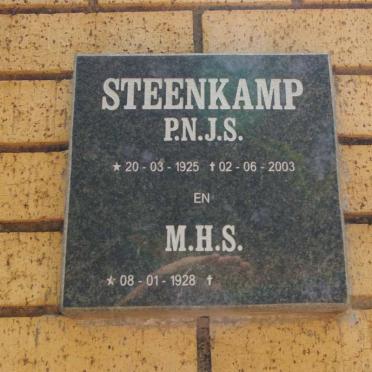 STEENKAMP
P.N.J.S.
★ 20 - 03 - 1925 ✝ 02 - 06 - 2003
EN
M.H.S.
★ 08 - 01 - 1928 ✝